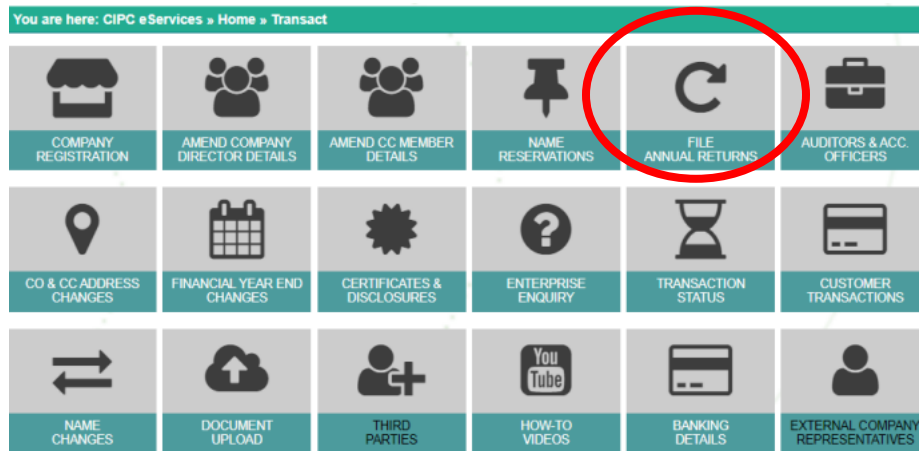 You are here: CIPC eServices » Home » Transact
COMPANY
REGISTRATION
AMEND COMPANY
DIRECTOR DETAILS
AMEND CC MEMBER
DETAILS
NAME
RESERVATIONS
FILE
ANNUAL RETURNS
AUDITORS & ACC.
OFFICERS
CO & CC ADDRESS
CHANGES
FINANCIAL YEAR END
CHANGES
CERTIFICATES &
DISCLOSURES
ENTERPRISE
ENQUIRY
TRANSACTION
STATUS
CUSTOMER
TRANSACTIONS
NAME
CHANGES
DOCUMENT
UPLOAD
THIRD
PARTIES
You
Tube
HOW-TO
VIDEOS
BANKING
DETAILS
EXTERNAL COMPANY
REPRESENTATIVES